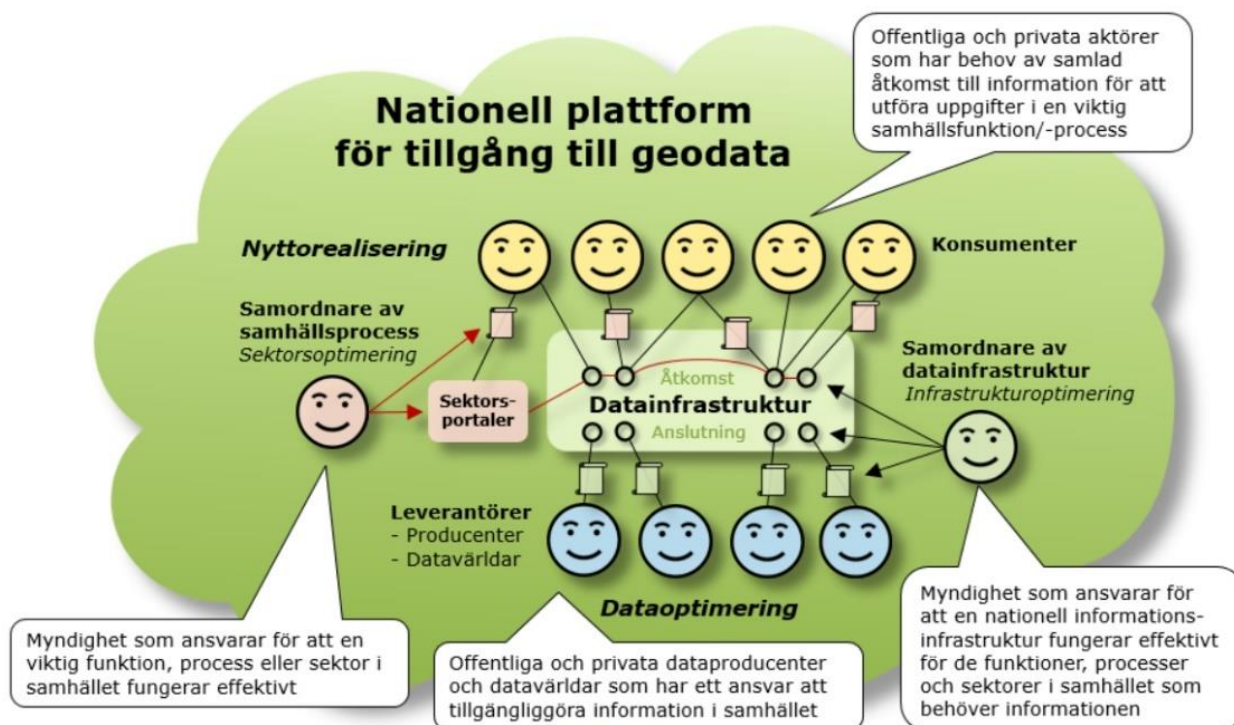 Offentliga och privata aktörer
som har behov av samlad
åtkomst till information för att
utföra uppgifter i en viktig
samhällsfunktion/-process
Nationell plattform
för tillgång till geodata
Nyttorealisering
Konsumenter
Samordnare av
samhällsprocess
Sektorsoptimering
Samordnare av
datainfrastruktur
Infrastrukturoptimering
Sektors-
portaler
Åtkomst
Datainfrastruktur
Anslutning
Leverantörer
- Producenter
- Datavärldar
Dataoptimering
Myndighet som ansvarar för att en
viktig funktion, process eller sektor i
samhället fungerar effektivt
Offentliga och privata dataproducenter
och datavärldar som har ett ansvar att
tillgängliggöra information i samhället
Myndighet som ansvarar för
att en nationell informations-
infrastruktur fungerar effektivt
för de funktioner, processer
och sektorer i samhället som
behöver informationen